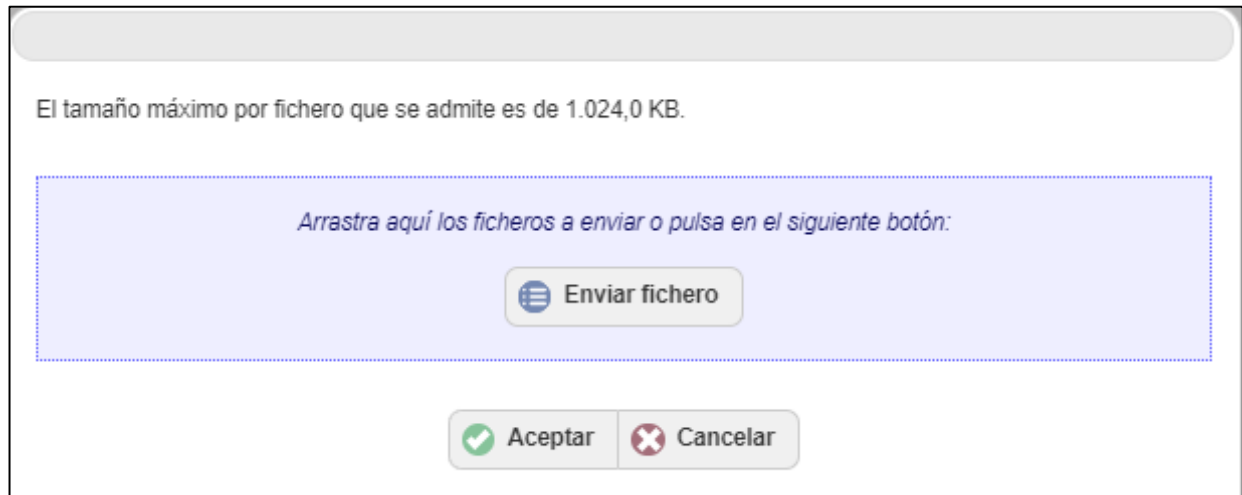 El tamaño máximo por fichero que se admite es de 1.024,0 KB.
Arrastra aquí los ficheros a enviar o pulsa en el siguiente botón:
Enviar fichero
Aceptar Cancelar